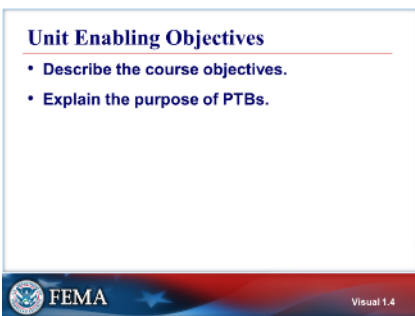 Unit Enabling Objectives
• Describe the course objectives.
• Explain the purpose of PTBs.
FEMA
Visual 1.4